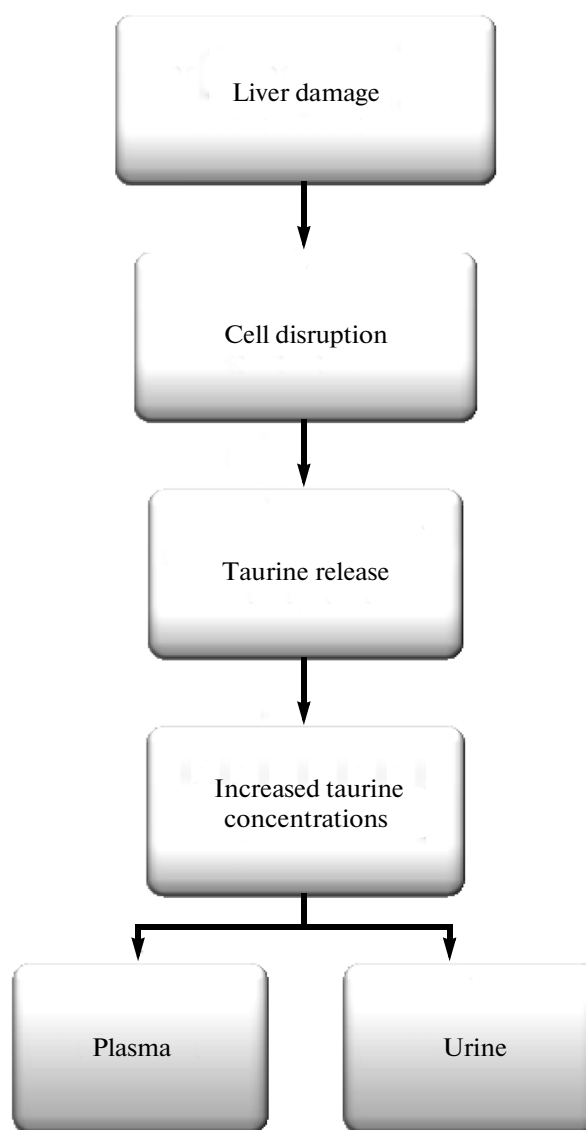 Liver damage
Cell disruption
Taurine release
Increased taurine
concentrations
Plasma
Urine